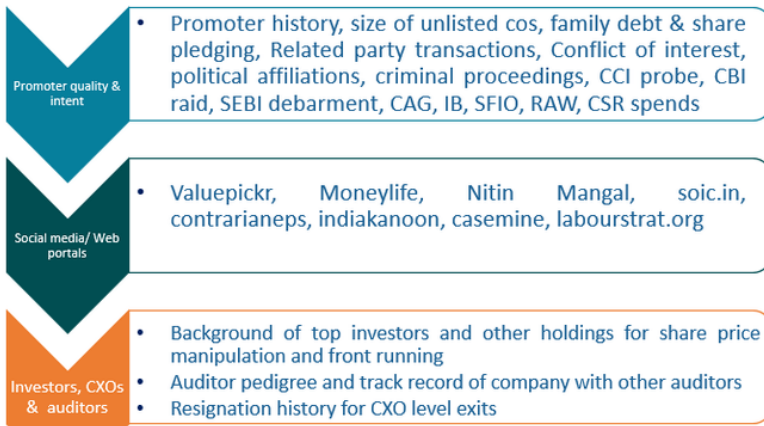 Promoter quality &
intent
• Promoter history, size of unlisted cos, family debt & share
pledging, Related party transactions, Conflict of interest,
political affiliations, criminal proceedings, CCI probe, CBI
raid, SEBI debarment, CAG, IB, SFIO, RAW, CSR spends
Social media/ Web
portals
• Valuepickr, Moneylife, Nitin Mangal, soic.in,
contrarianeps, indiakanoon, casemine, labourstrat.org
Investors, CXOs
& auditors
• Background of top investors and other holdings for share price
manipulation and front running
• Auditor pedigree and track record of company with other auditors
• Resignation history for CXO level exits